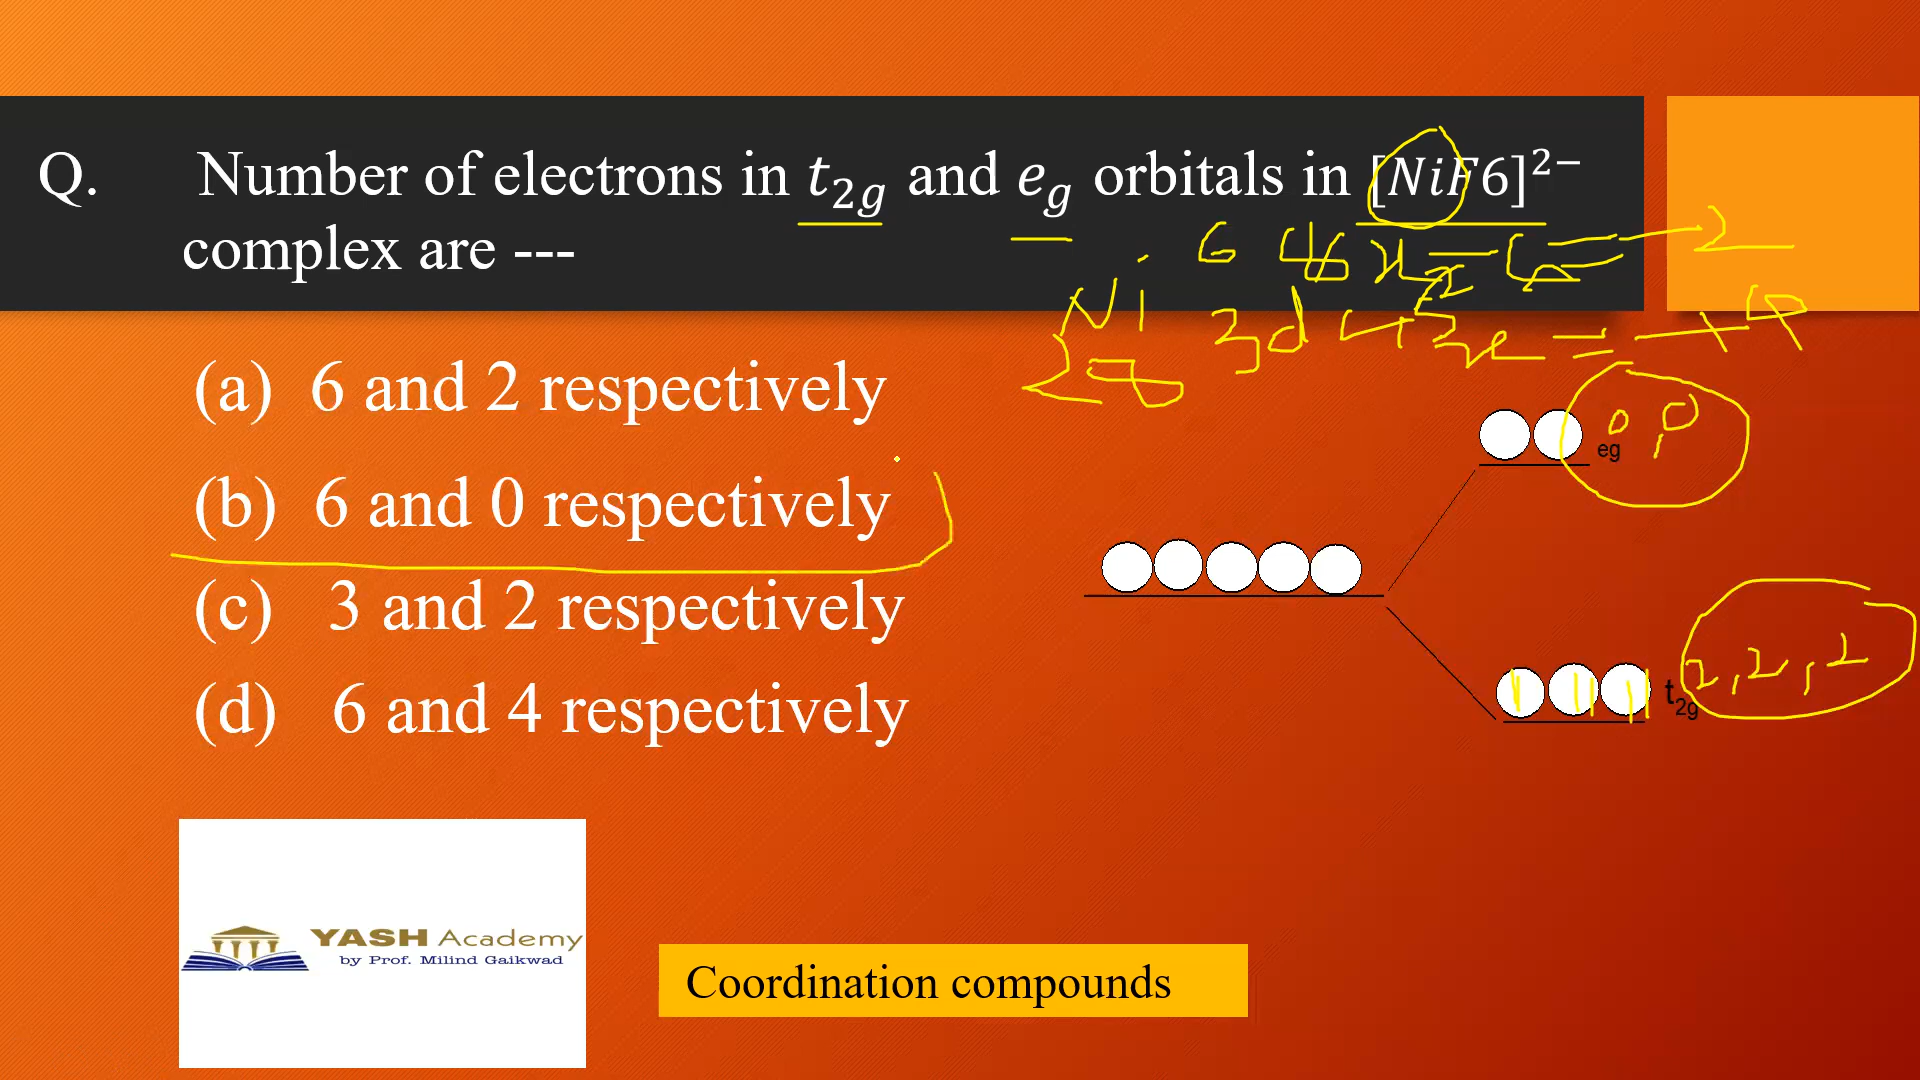 Q. Number of electrons in t2g and eg orbitals in [NiF6]²⁻
complex are ---
(a) 6 and 2 respectively
(b) 6 and 0 respectively
(c) 3 and 2 respectively
(d) 6 and 4 respectively
Ni
28
3d
eg
0,0
t2g
2,2,2
YASH Academy
by Prof. Milind Gaikwad
Coordination compounds